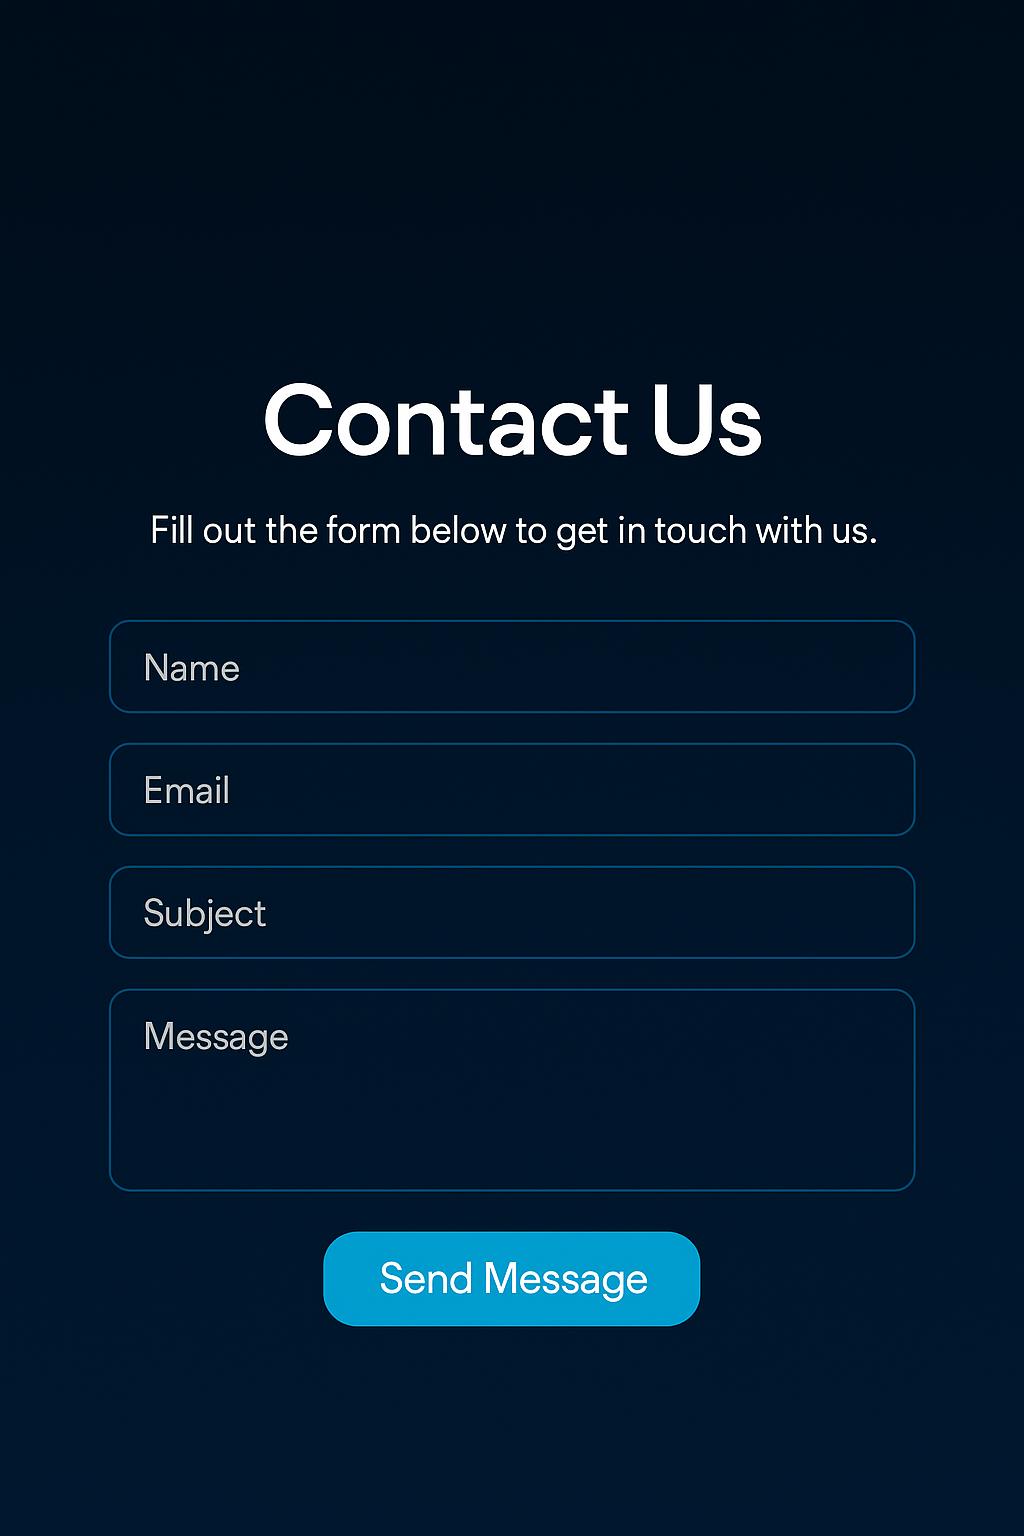 Contact Us
Fill out the form below to get in touch with us.
Name
Email
Subject
Message
Send Message